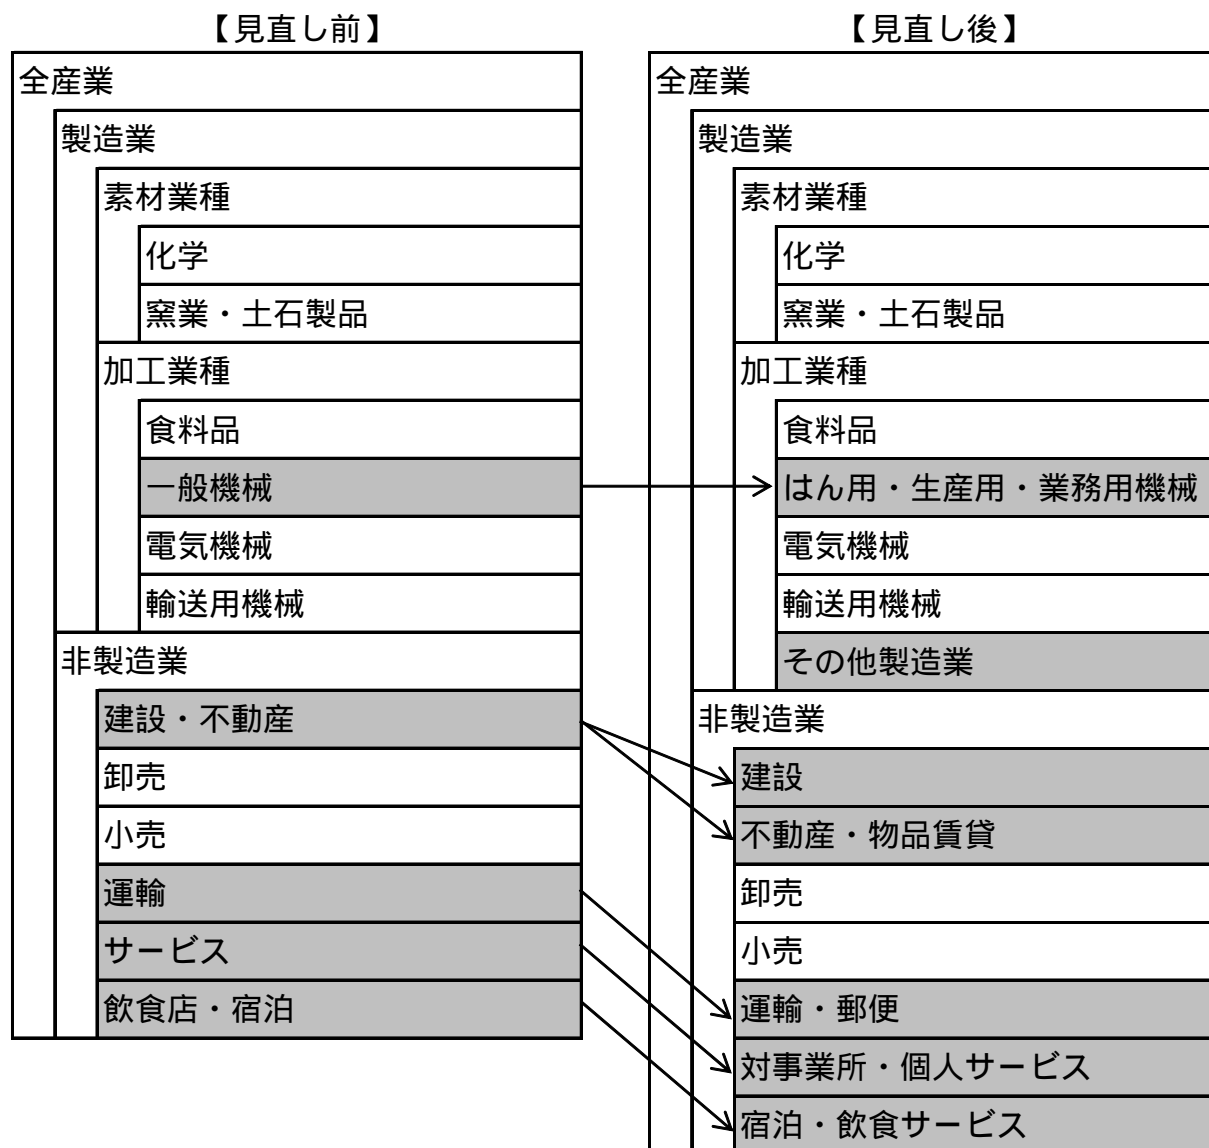 【見直し前】
全産業
製造業
素材業種
化学
窯業・土石製品
加工業種
食料品
一般機械
電気機械
輸送用機械
非製造業
建設・不動産
卸売
小売
運輸
サービス
飲食店・宿泊
【見直し後】
全産業
製造業
素材業種
化学
窯業・土石製品
加工業種
食料品
はん用・生産用・業務用機械
電気機械
輸送用機械
その他製造業
非製造業
建設
不動産・物品賃貸
卸売
小売
運輸・郵便
対事業所・個人サービス
宿泊・飲食サービス